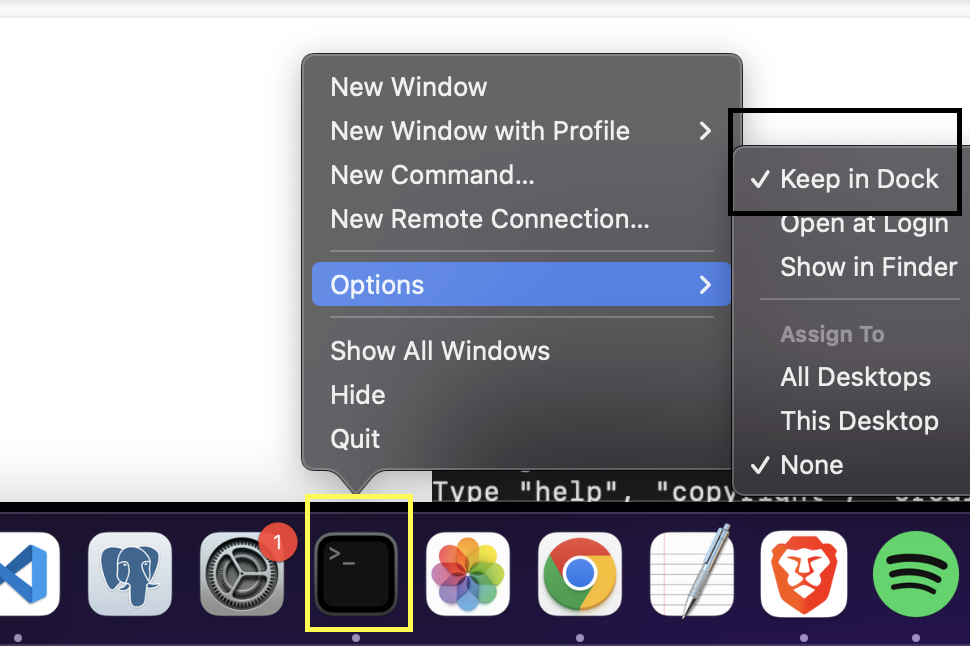 New Window
New Window with Profile
New Command...
New Remote Connection...
Options
Show All Windows
Hide
Quit
Keep in Dock
Open at Login
Show in Finder
Assign To
All Desktops
This Desktop
None
Type "help", "copyright",
1
>_